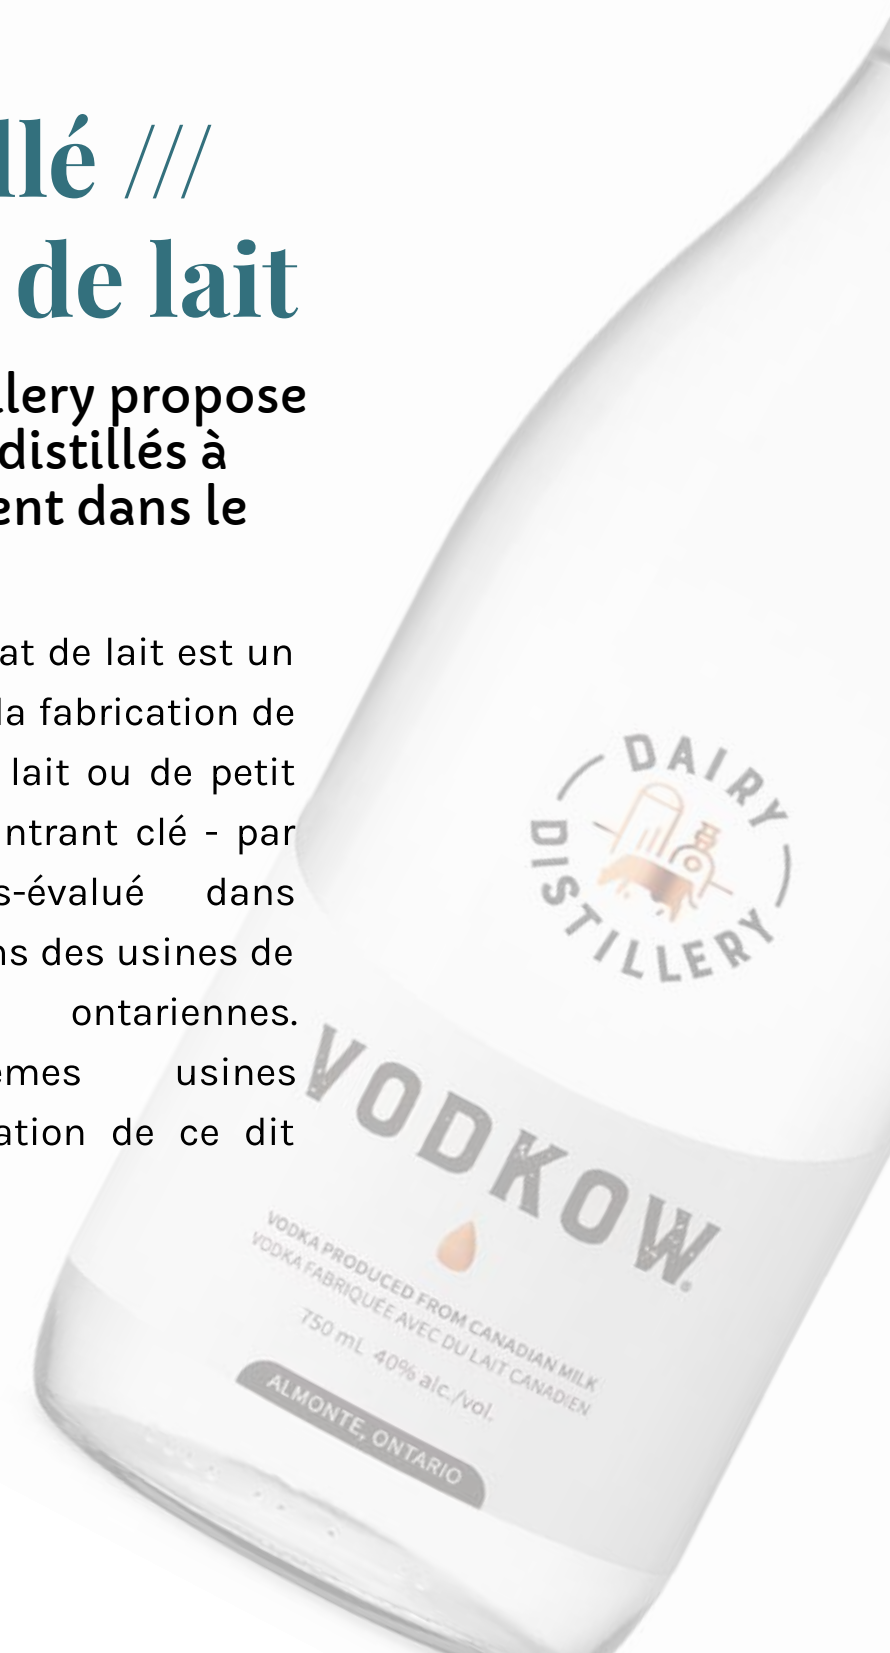 llé ///
de lait
llery propose
distillés à
ent dans le
at de lait est un
la fabrication de
lait ou de petit
ntrant clé - par
s-évalué dans
ns des usines de
ontariennes.
êmes usines
ation de ce dit
DAIRY
DISTILLERY
VODKOW®
VODKA PRODUCED FROM CANADIAN MILK
VODKA FABRIQUÉE AVEC DU LAIT CANADIEN
750 mL 40% alc./vol.
ALMONTE, ONTARIO